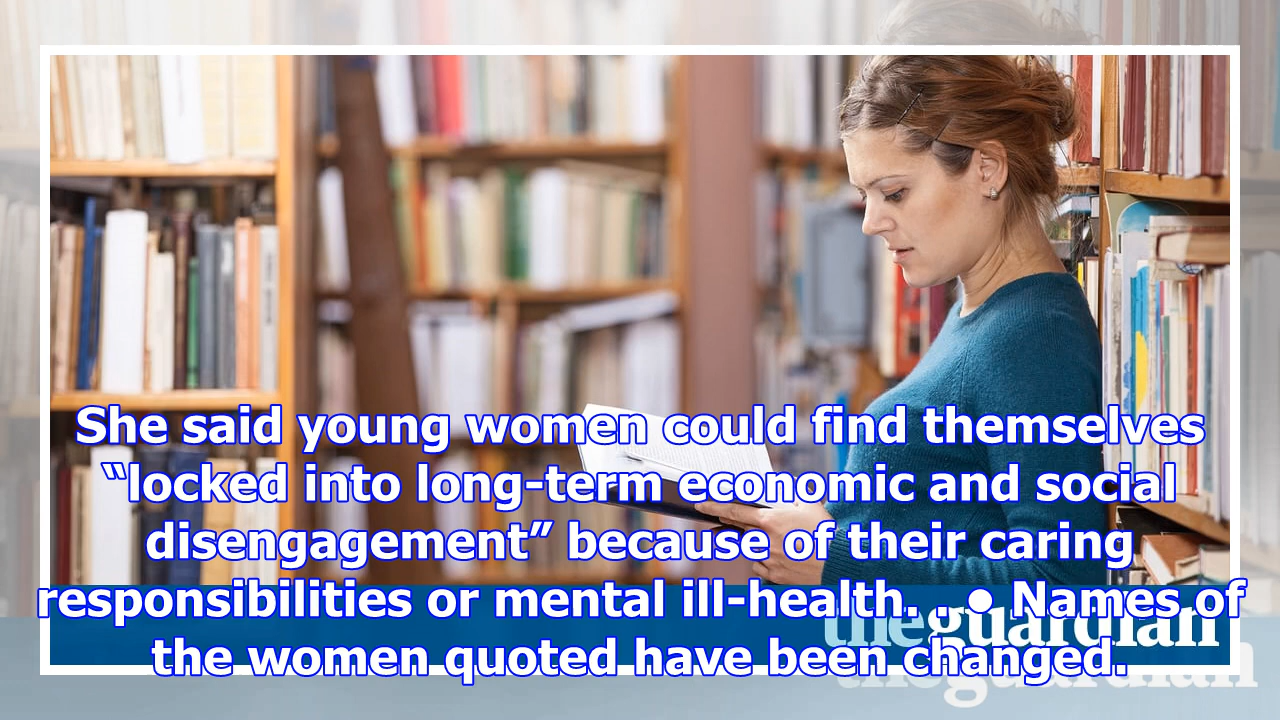 She said young women could find themselves
“locked into long-term economic and social
disengagement” because of their caring
responsibilities or mental ill-health. . ● Names of
the women quoted have been changed.
theguardian
theguardian